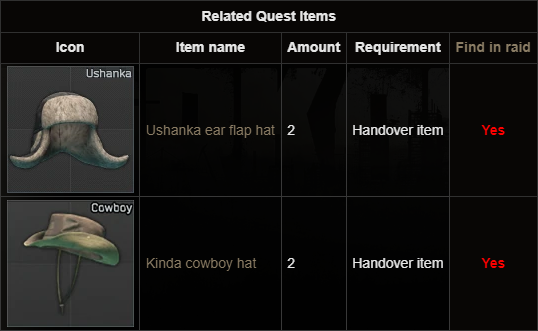 Related Quest Items
Icon Item name Amount Requirement Find in raid
Ushanka
Ushanka ear flap hat 2 Handover item Yes
Cowboy
Kinda cowboy hat 2 Handover item Yes